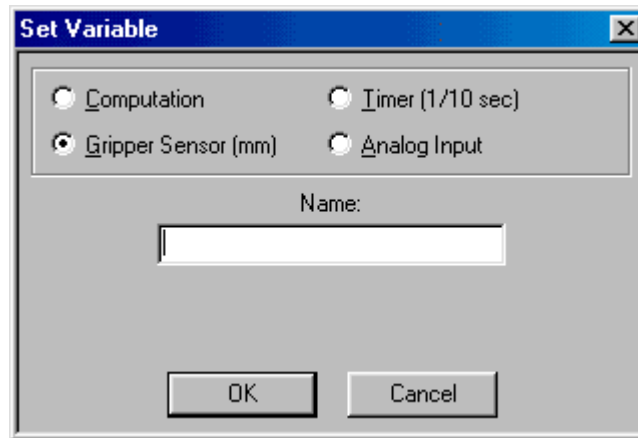 Set Variable
Computation
Timer (1/10 sec)
Gripper Sensor (mm)
Analog Input
Name:
OK
Cancel